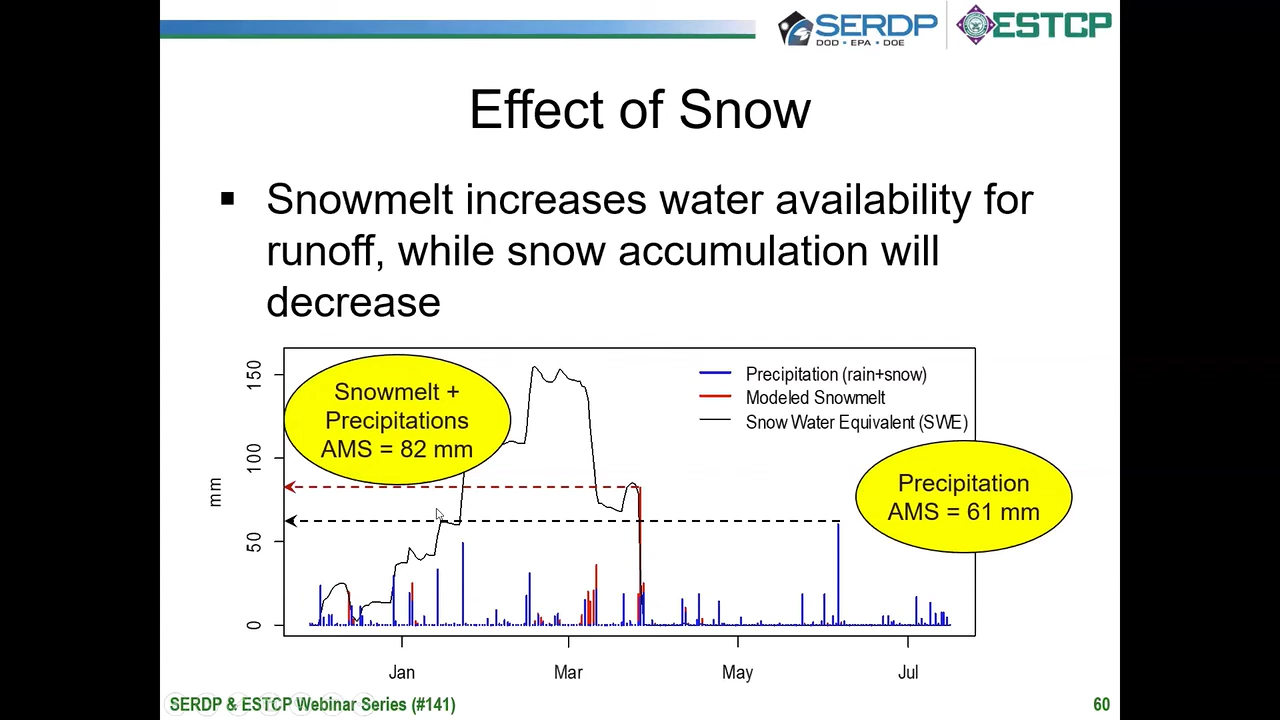 SERDP
DOD • EPA • DOE
ESTCP
Effect of Snow
▪ Snowmelt increases water availability for
runoff, while snow accumulation will
decrease
Snowmelt +
Precipitations
AMS = 82 mm
Precipitation (rain+snow)
Modeled Snowmelt
Snow Water Equivalent (SWE)
Precipitation
AMS = 61 mm
mm
150
100
50
0
Jan
Mar
May
Jul
SERDP & ESTCP Webinar Series (#141)
60